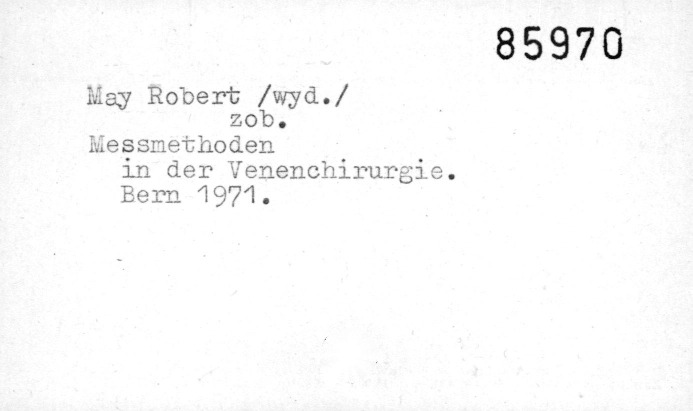 85970
May Robert /wyd./
zob.
Messmethoden
in der Venenchirurgie.
Bern 1971.